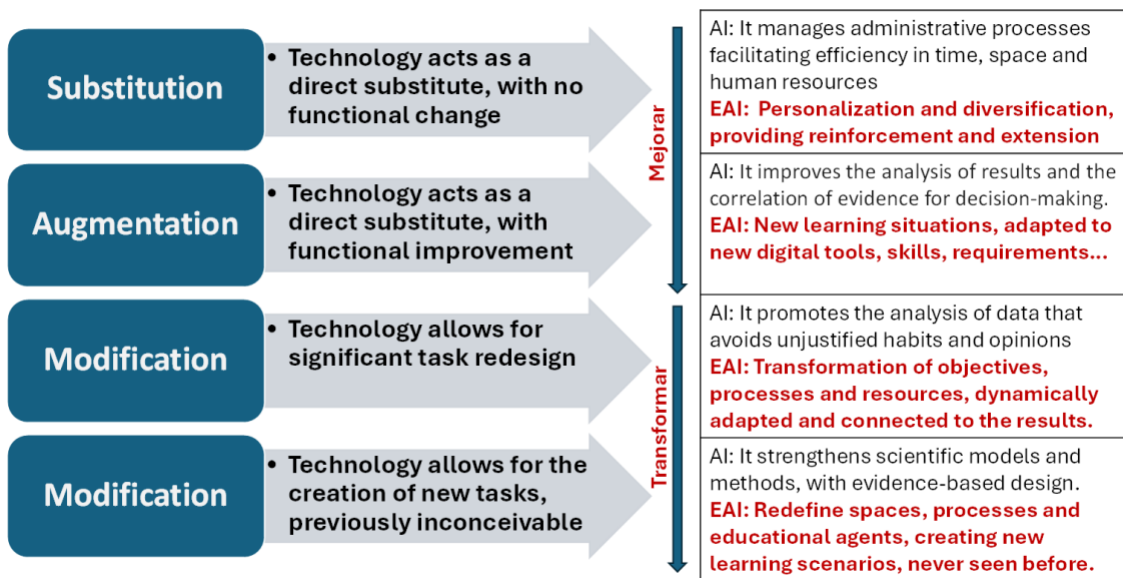 Substitution
• Technology acts as a
direct substitute, with no
functional change
Mejorar
AI: It manages administrative processes
facilitating efficiency in time, space and
human resources
EAI: Personalization and diversification,
providing reinforcement and extension
Augmentation
• Technology acts as a
direct substitute, with
functional improvement
AI: It improves the analysis of results and the
correlation of evidence for decision-making.
EAI: New learning situations, adapted to
new digital tools, skills, requirements...
Modification
• Technology allows for
significant task redesign
Transformar
AI: It promotes the analysis of data that
avoids unjustified habits and opinions
EAI: Transformation of objectives,
processes and resources, dynamically
adapted and connected to the results.
Modification
• Technology allows for the
creation of new tasks,
previously inconceivable
AI: It strengthens scientific models and
methods, with evidence-based design.
EAI: Redefine spaces, processes and
educational agents, creating new
learning scenarios, never seen before.